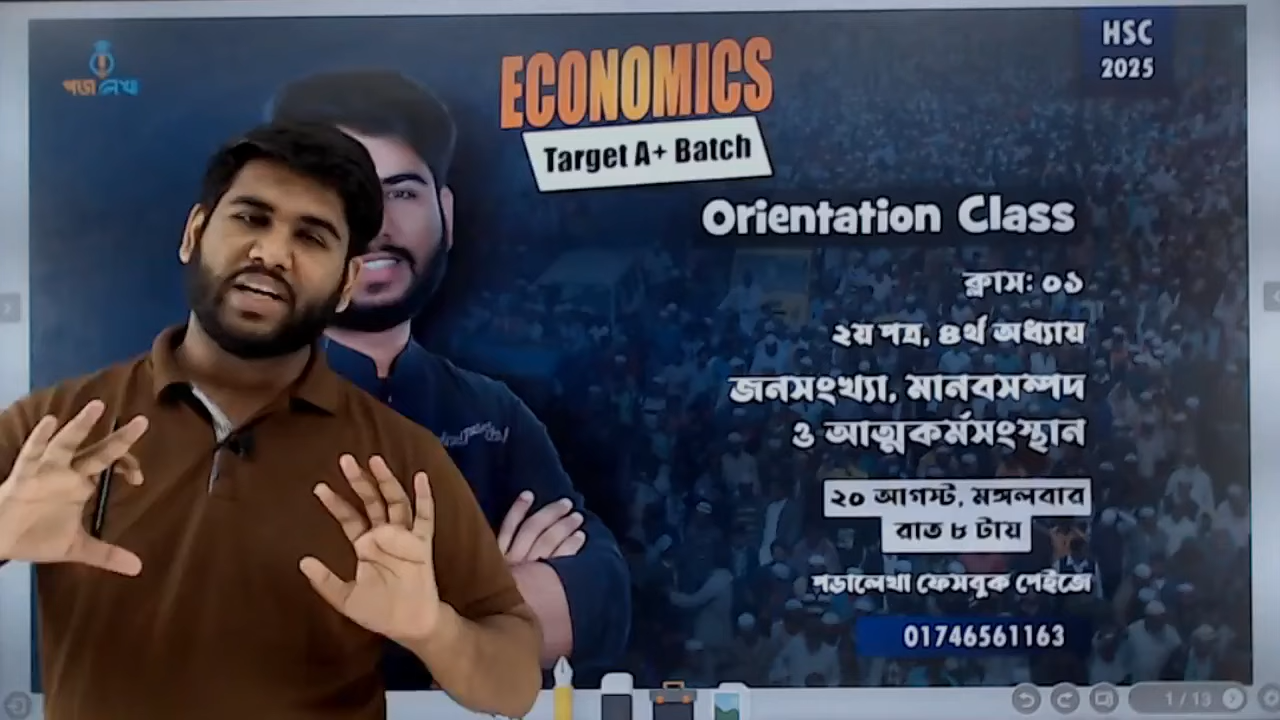 পড়ালেখা
HSC
2025
ECONOMICS
Target A+ Batch
Orientation Class
ক্লাস: ০১
২য় পত্র, ৪র্থ অধ্যায়
জনসংখ্যা, মানবসম্পদ
ও আত্মকর্মসংস্থান
২০ আগস্ট, মঙ্গলবার
রাত ৮ টায়
পড়ালেখা ফেসবুক পেইজে
01746561163
1 / 13